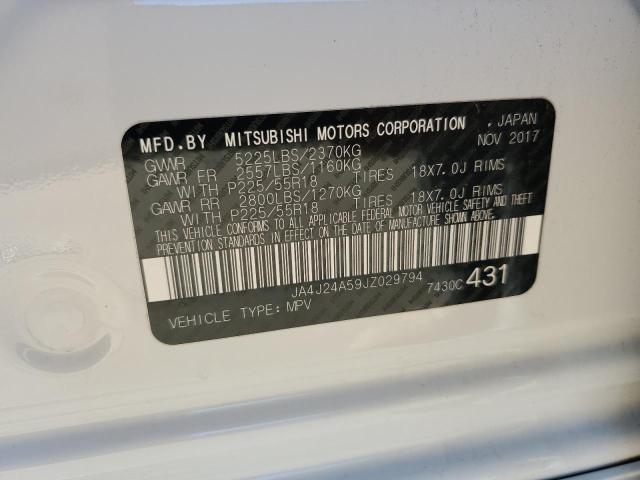 MFD.BY MITSUBISHI MOTORS CORPORATION , JAPAN
GVWR 5225LBS/2370KG NOV 2017
GAWR FR 2557LBS/1160KG
WITH P225/55R18 TIRES 18X7.0J RIMS
GAWR RR 2800LBS/1270KG
WITH P225/55R18 TIRES 18X7.0J RIMS
THIS VEHICLE CONFORMS TO ALL APPLICABLE FEDERAL MOTOR VEHICLE SAFETY AND THEFT
PREVENTION STANDARDS IN EFFECT ON THE DATE OF MANUFACTURE SHOWN ABOVE.
JA4J24A59JZ029794 7430C 431
VEHICLE TYPE: MPV